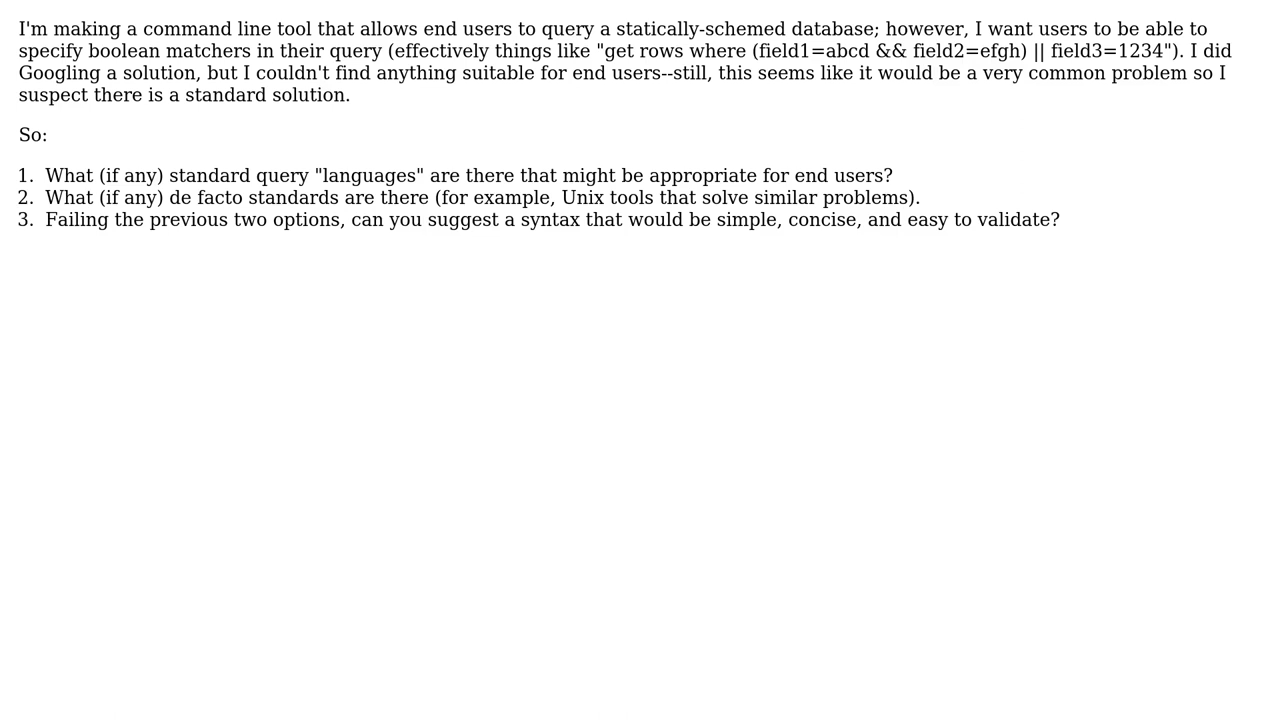 I'm making a command line tool that allows end users to query a statically-schemed database; however, I want users to be able to
specify boolean matchers in their query (effectively things like "get rows where (field1=abcd && field2=efgh) || field3=1234"). I did
Googling a solution, but I couldn't find anything suitable for end users--still, this seems like it would be a very common problem so I
suspect there is a standard solution.
So:
1. What (if any) standard query "languages" are there that might be appropriate for end users?
2. What (if any) de facto standards are there (for example, Unix tools that solve similar problems).
3. Failing the previous two options, can you suggest a syntax that would be simple, concise, and easy to validate?